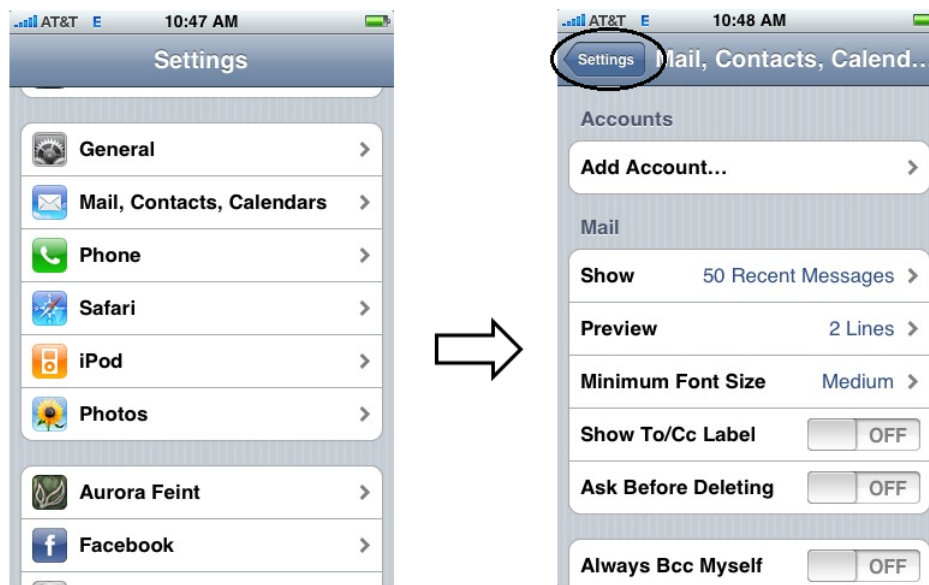 AT&T E 10:47 AM
Settings
General
Mail, Contacts, Calendars
Phone
Safari
iPod
Photos
Aurora Feint
Facebook
AT&T E 10:48 AM
Settings Mail, Contacts, Calend...
Accounts
Add Account...
Mail
Show 50 Recent Messages
Preview 2 Lines
Minimum Font Size Medium
Show To/Cc Label OFF
Ask Before Deleting OFF
Always Bcc Myself OFF